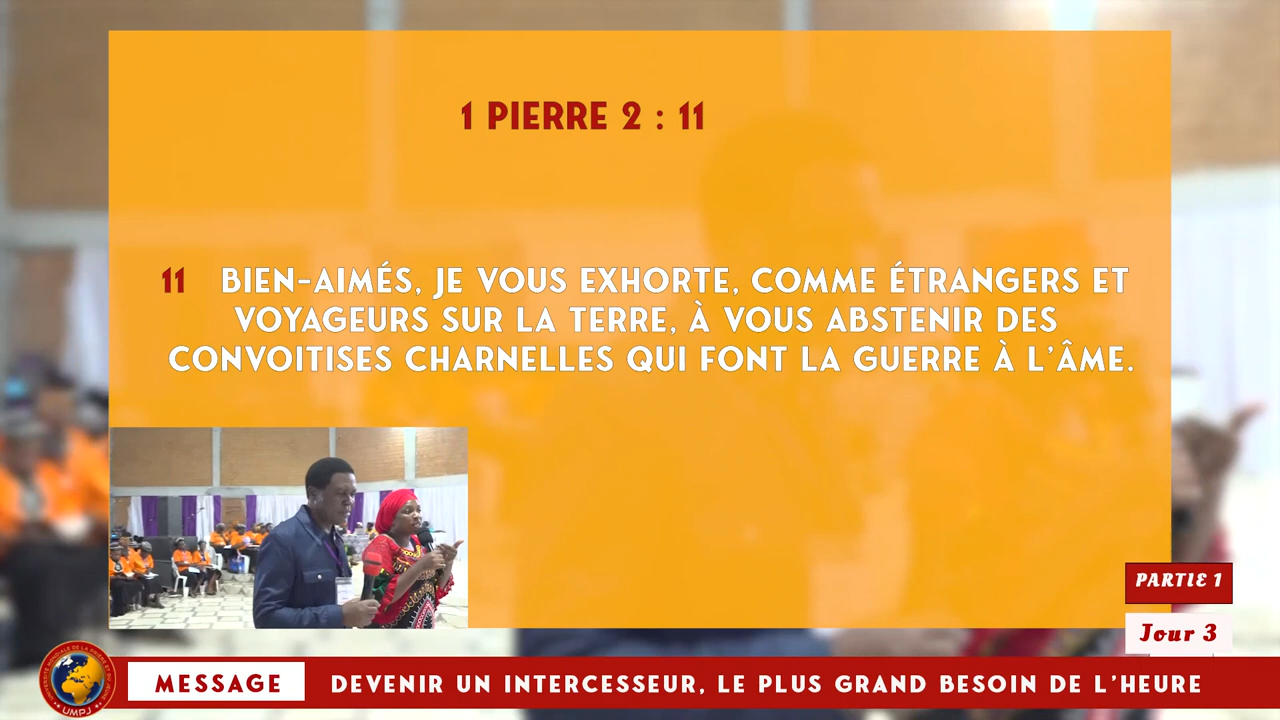 1 PIERRE 2 : 11
11 BIEN-AIMÉS, JE VOUS EXHORTE, COMME ÉTRANGERS ET
VOYAGEURS SUR LA TERRE, À VOUS ABSTENIR DES
CONVOITISES CHARNELLES QUI FONT LA GUERRE À L'ÂME.
PARTIE 1
Jour 3
UMPJ
MESSAGE DEVENIR UN INTERCESSEUR, LE PLUS GRAND BESOIN DE L'HEURE